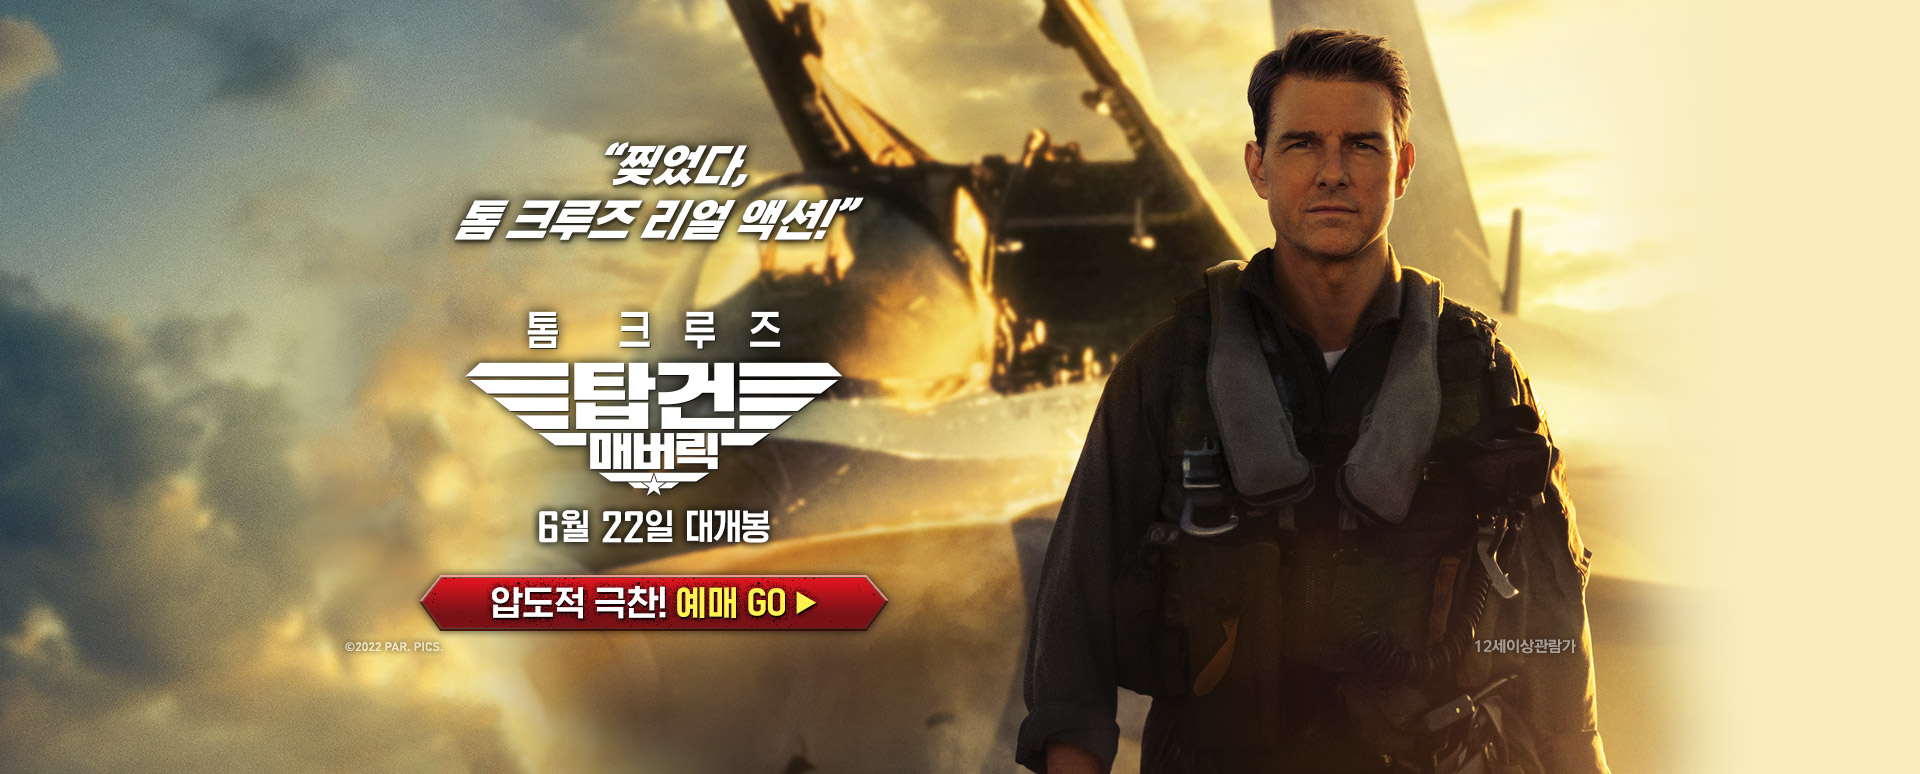 “찢었다,
톰 크루즈 리얼 액션!”
톰 크루즈
탑건
매버릭
6월 22일 대개봉
압도적 극찬! 예매 GO ▶
©2022 PAR. PICS.
12세이상관람가